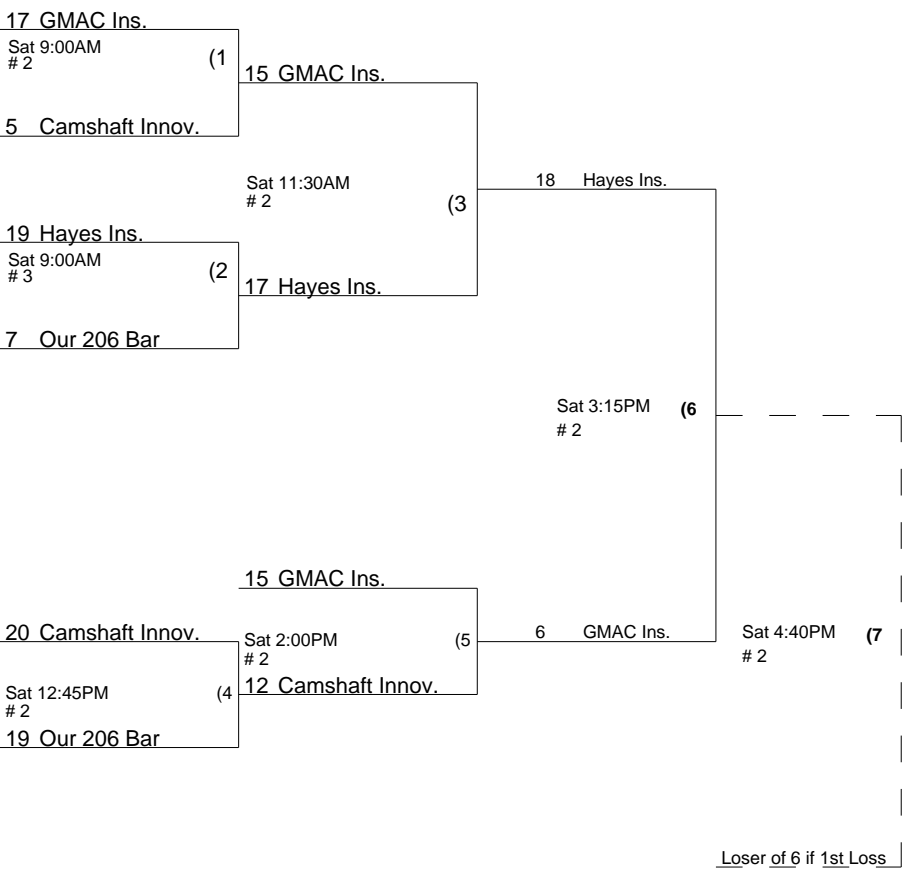 17 GMAC Ins.
Sat 9:00AM
# 2
(1
15 GMAC Ins.
5 Camshaft Innov.
Sat 11:30AM
# 2
(3
18 Hayes Ins.
19 Hayes Ins.
Sat 9:00AM
# 3
(2
17 Hayes Ins.
7 Our 206 Bar
Sat 3:15PM (6
# 2
15 GMAC Ins.
20 Camshaft Innov.
Sat 2:00PM
# 2
(5
6 GMAC Ins.
Sat 4:40PM (7
# 2
12 Camshaft Innov.
Sat 12:45PM
# 2
(4
19 Our 206 Bar
Loser of 6 if 1st Loss